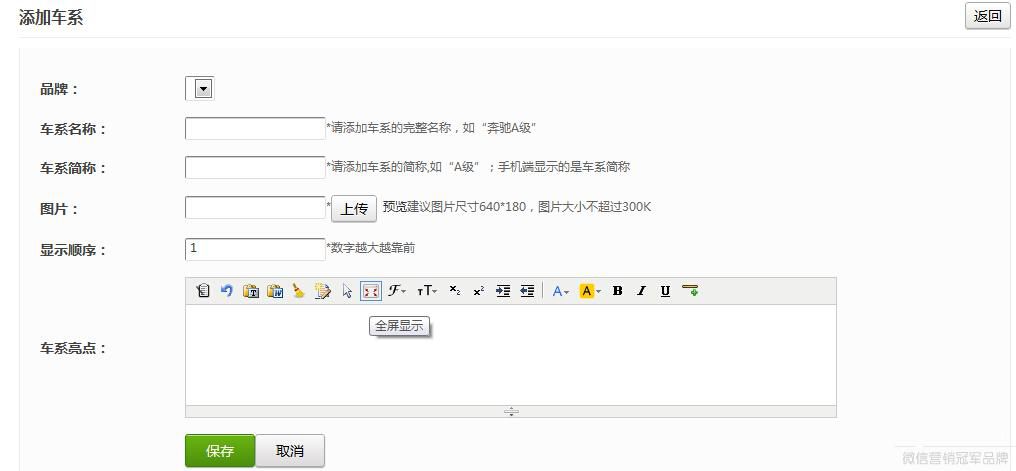 添加车系
返回
品牌：
车系名称：
*请添加车系的完整名称，如“奔驰A级”
车系简称：
*请添加车系的简称,如“A级”；手机端显示的是车系简称
图片：
*上传 预览建议图片尺寸640*180，图片大小不超过300K
显示顺序：
1
*数字越大越靠前
T W ℱ TT x₂ x² A A B I U
全屏显示
车系亮点：
保存 取消
微信营销冠军品牌